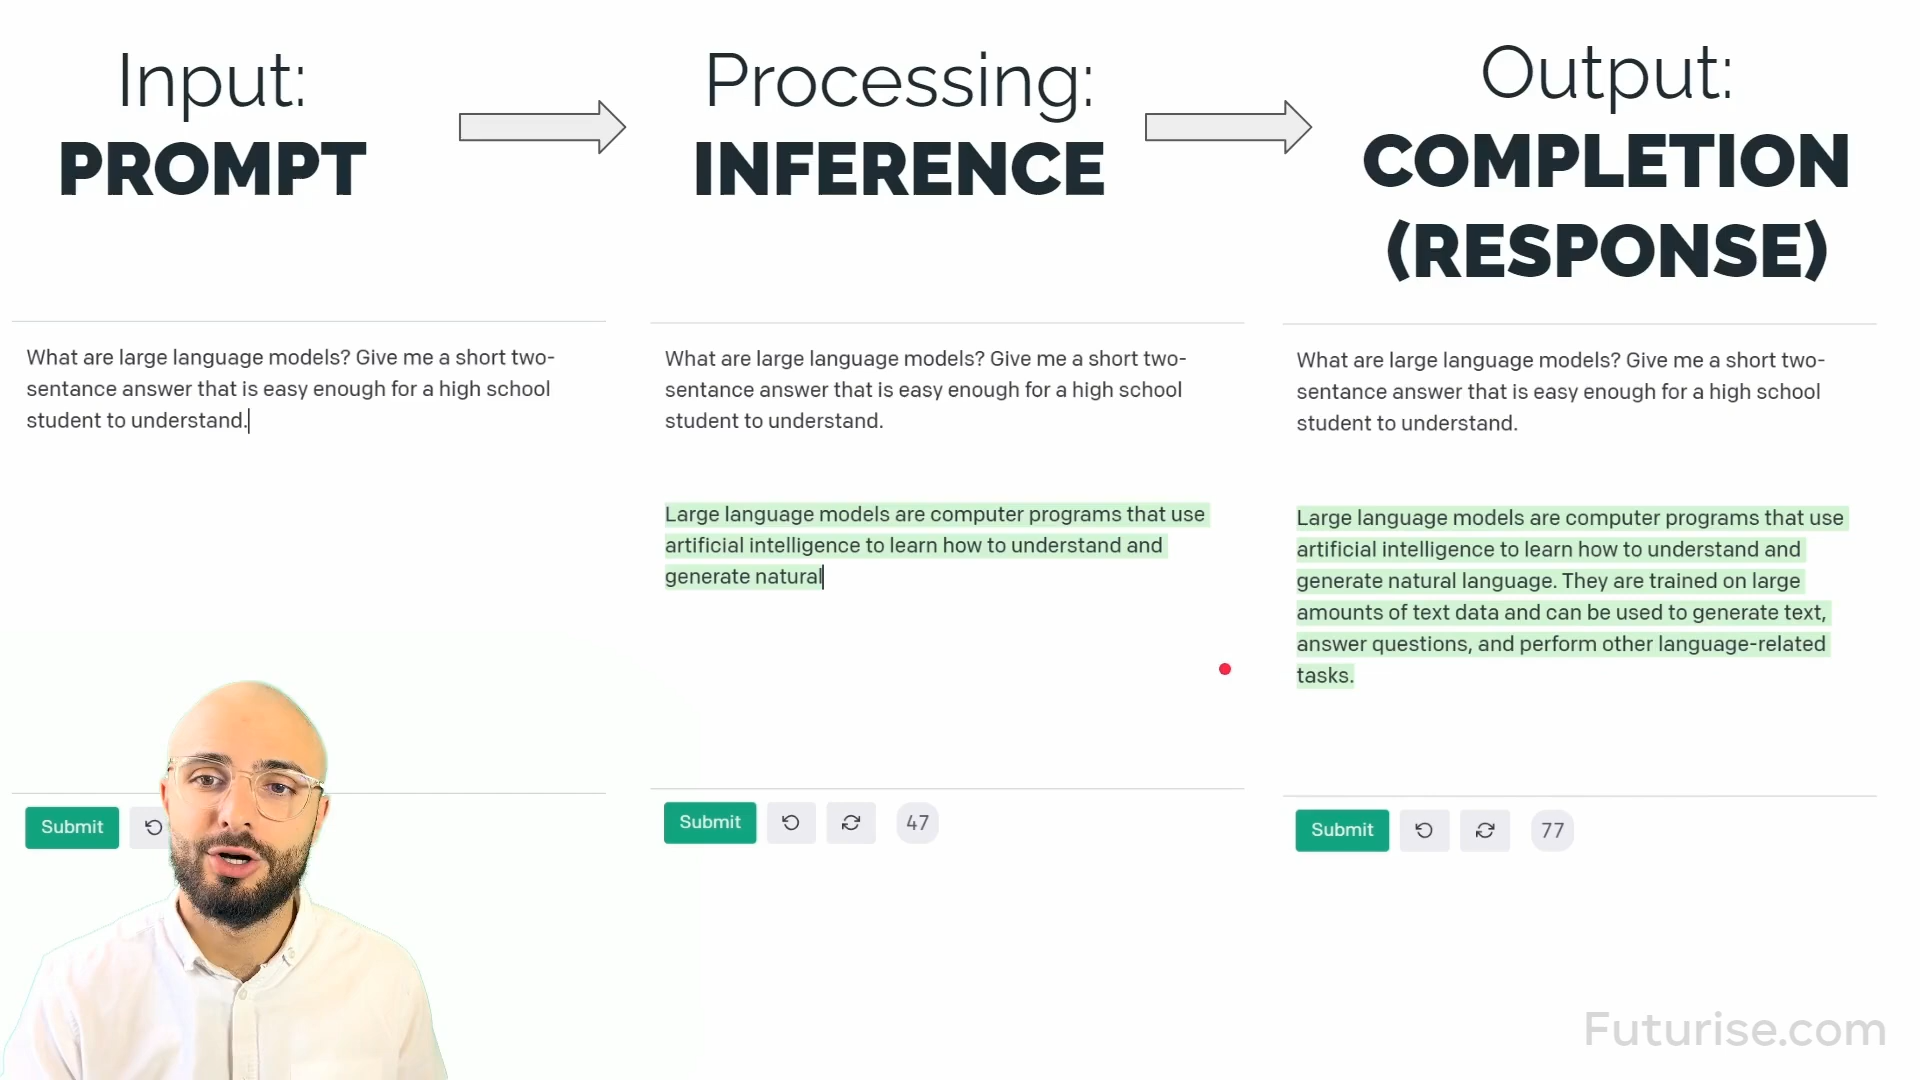 Input:
PROMPT
Processing:
INFERENCE
Output:
COMPLETION
(RESPONSE)
What are large language models? Give me a short two-
sentance answer that is easy enough for a high school
student to understand.
Submit
What are large language models? Give me a short two-
sentance answer that is easy enough for a high school
student to understand.
Large language models are computer programs that use
artificial intelligence to learn how to understand and
generate natural
Submit
47
What are large language models? Give me a short two-
sentance answer that is easy enough for a high school
student to understand.
Large language models are computer programs that use
artificial intelligence to learn how to understand and
generate natural language. They are trained on large
amounts of text data and can be used to generate text,
answer questions, and perform other language-related
tasks.
Submit
77
Futurise.com